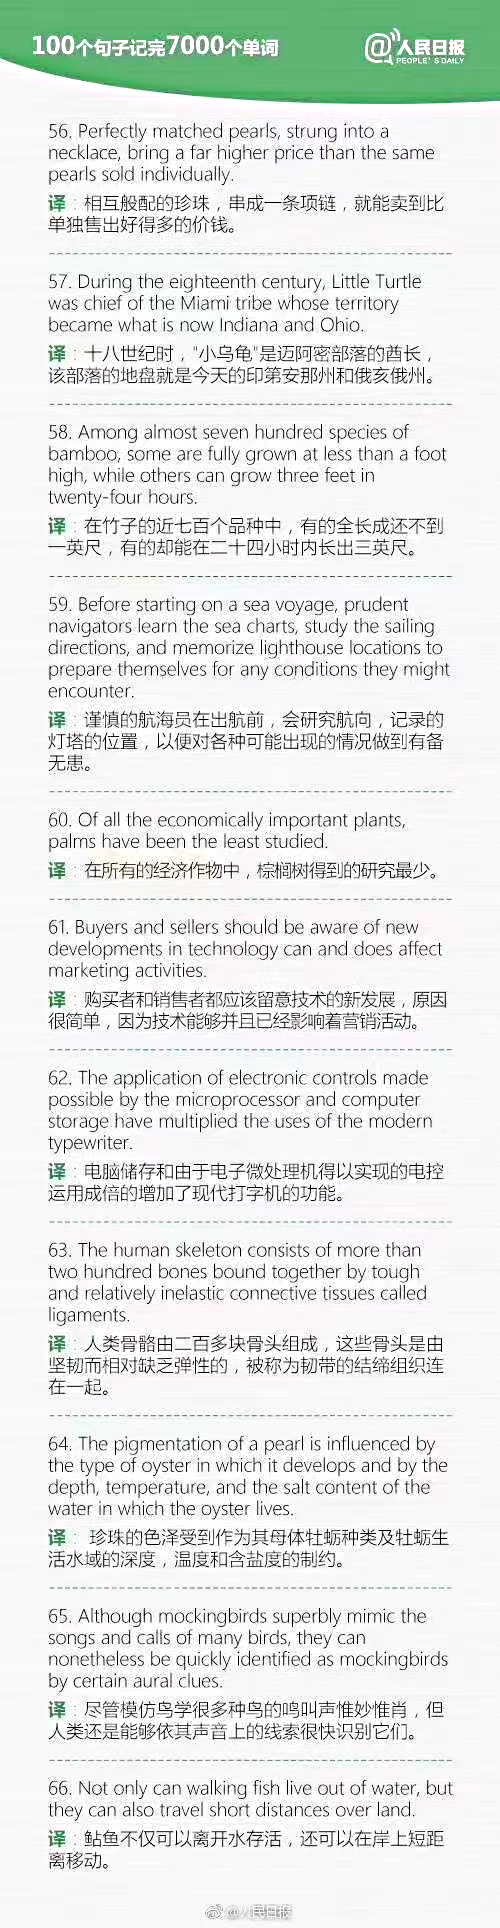 100个句子记完7000个单词
@人民日报
PEOPLE'S DAILY
56. Perfectly matched pearls, strung into a
necklace, bring a far higher price than the same
pearls sold individually.
译：相互般配的珍珠，串成一条项链，就能卖到比
单独售出好得多的价钱。
57. During the eighteenth century, Little Turtle
was chief of the Miami tribe whose territory
became what is now Indiana and Ohio.
译：十八世纪时，"小乌龟"是迈阿密部落的酋长，
该部落的地盘就是今天的印第安那州和俄亥俄州。
58. Among almost seven hundred species of
bamboo, some are fully grown at less than a foot
high, while others can grow three feet in
twenty-four hours.
译：在竹子的近七百个品种中，有的全长成还不到
一英尺，有的却能在二十四小时内长出三英尺。
59. Before starting on a sea voyage, prudent
navigators learn the sea charts, study the sailing
directions, and memorize lighthouse locations to
prepare themselves for any conditions they might
encounter.
译：谨慎的航海员在出航前，会研究航向，记录的
灯塔的位置，以便对各种可能出现的情况做到有备
无患。
60. Of all the economically important plants,
palms have been the least studied.
译：在所有的经济作物中，棕榈树得到的研究最少。
61. Buyers and sellers should be aware of new
developments in technology can and does affect
marketing activities.
译：购买者和销售者都应该留意技术的新发展，原因
很简单，因为技术能够并且已经影响着营销活动。
62. The application of electronic controls made
possible by the microprocessor and computer
storage have multiplied the uses of the modern
typewriter.
译：电脑储存和由于电子微处理机得以实现的电控
运用成倍的增加了现代打字机的功能。
63. The human skeleton consists of more than
two hundred bones bound together by tough
and relatively inelastic connective tissues called
ligaments.
译：人类骨骼由二百多块骨头组成，这些骨头是由
坚韧而相对缺乏弹性的，被称为韧带的结缔组织连
在一起。
64. The pigmentation of a pearl is influenced by
the type of oyster in which it develops and by the
depth, temperature, and the salt content of the
water in which the oyster lives.
译： 珍珠的色泽受到作为其母体牡蛎种类及牡蛎生
活水域的深度，温度和含盐度的制约。
65. Although mockingbirds superbly mimic the
songs and calls of many birds, they can
nonetheless be quickly identified as mockingbirds
by certain aural clues.
译：尽管模仿鸟学很多种鸟的鸣叫声惟妙惟肖，但
人类还是能够依其声音上的线索很快识别它们。
66. Not only can walking fish live out of water, but
they can also travel short distances over land.
译：鲇鱼不仅可以离开水存活，还可以在岸上短距
离移动。
@人民日报